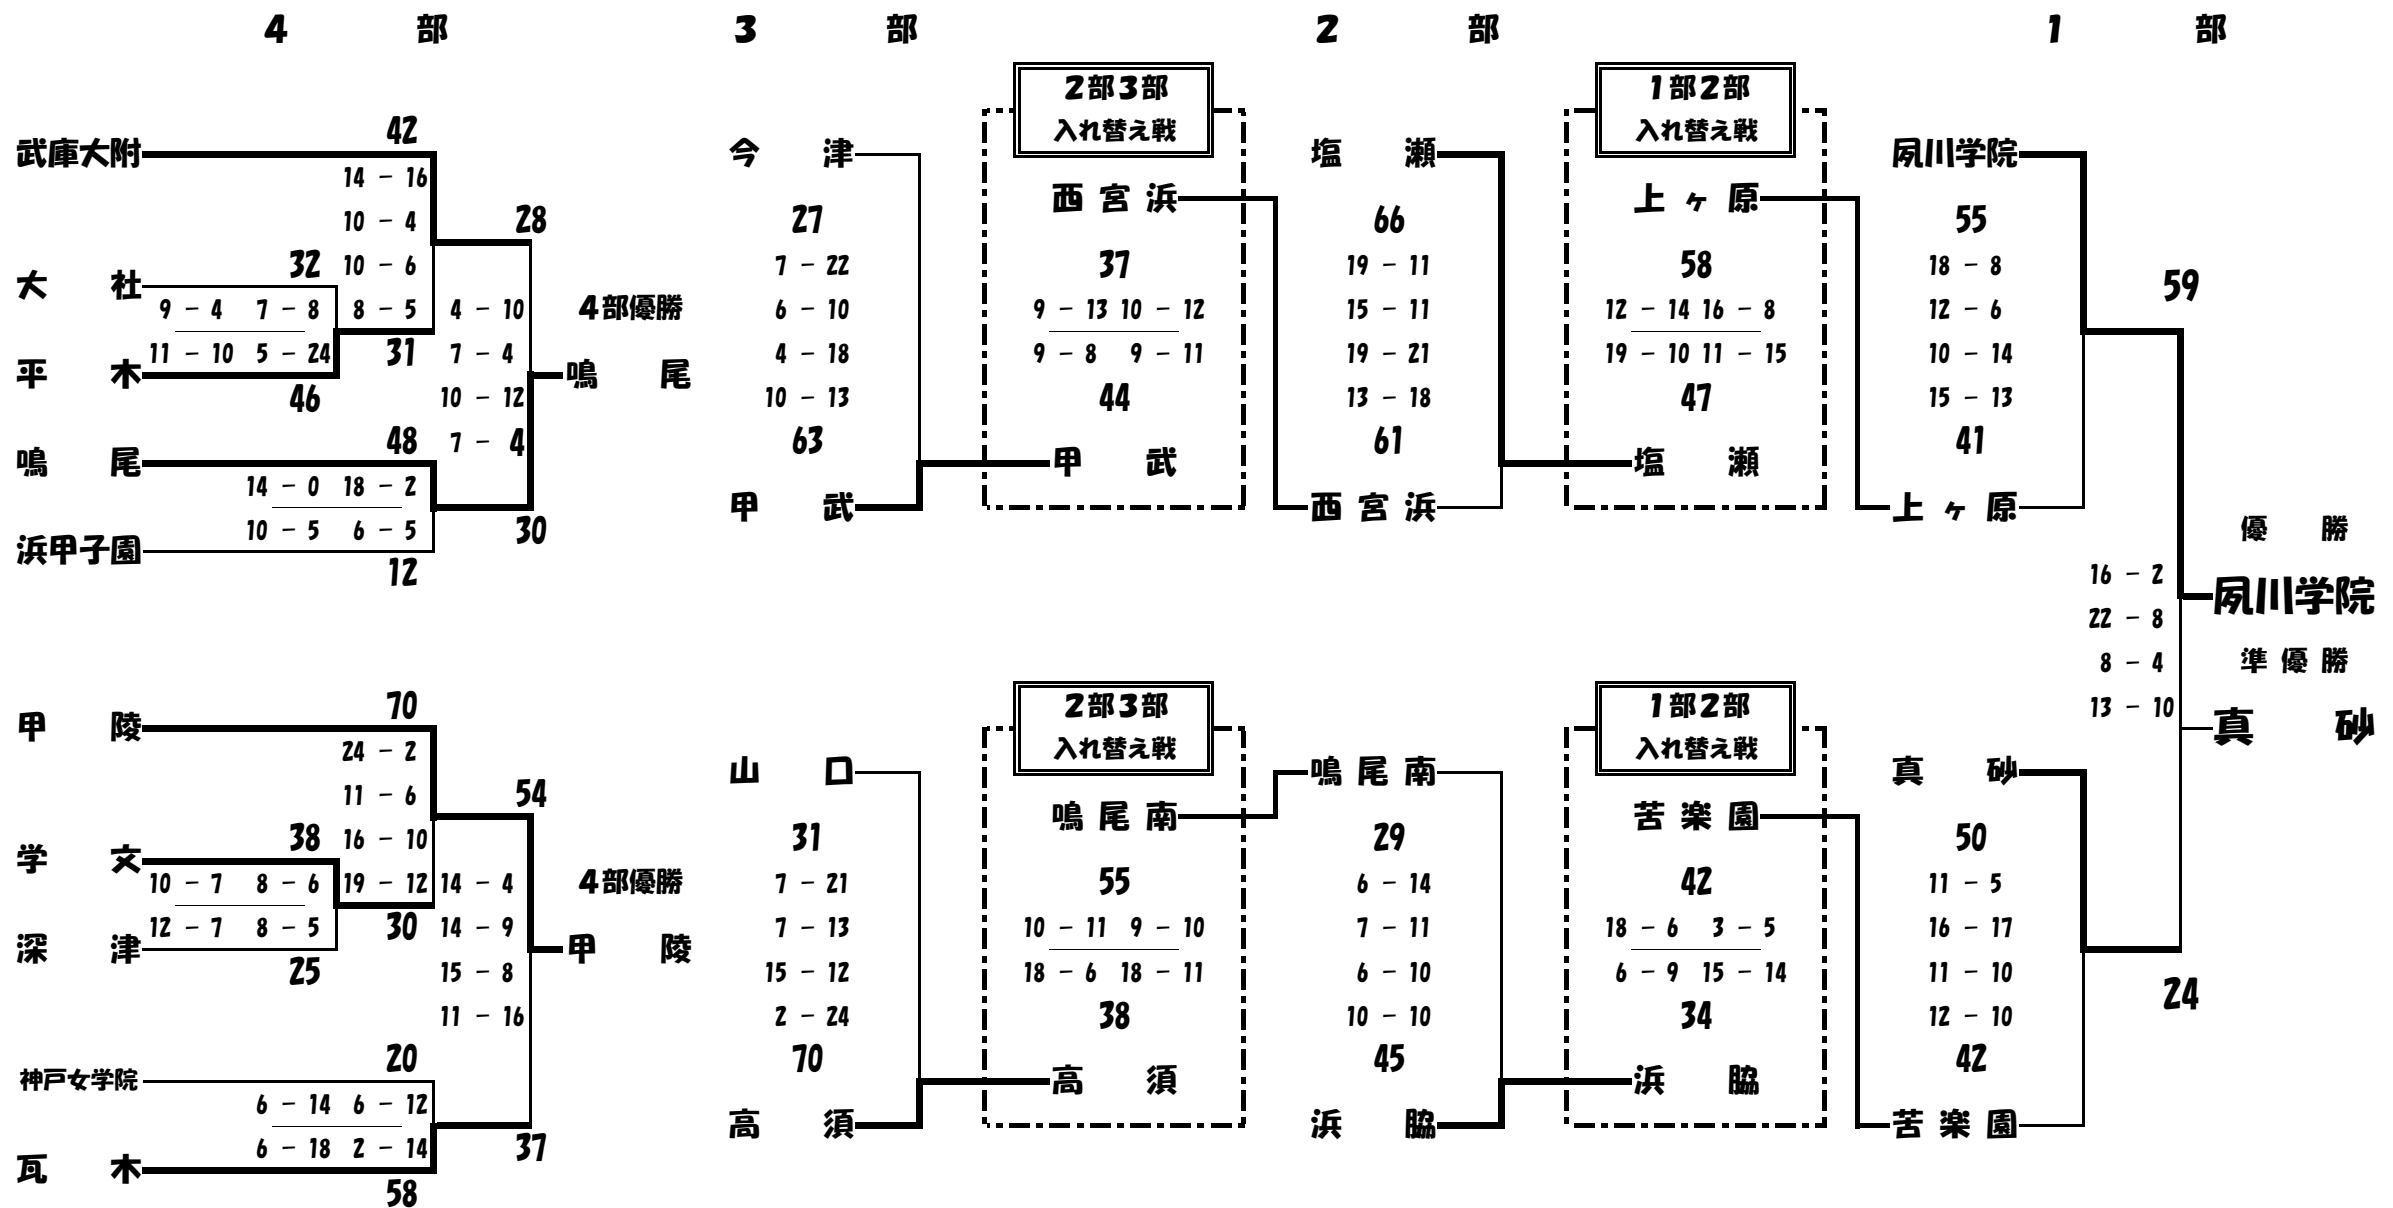 4 部
武庫大附
42
14 - 16
10 - 4
10 - 6
8 - 5
31
大 社
32
9 - 4 7 - 8
11 - 10 5 - 24
46
平 木
28
4 - 10
7 - 4
10 - 12
7 - 4
30
4部優勝
鳴 尾
鳴 尾
48
14 - 0 18 - 2
10 - 5 6 - 5
12
浜甲子園
甲 陵
70
24 - 2
11 - 6
16 - 10
19 - 12
30
学 文
38
10 - 7 8 - 6
12 - 7 8 - 5
25
深 津
54
14 - 4
14 - 9
15 - 8
11 - 16
37
4部優勝
甲 陵
神戸女学院
20
6 - 14 6 - 12
6 - 18 2 - 14
58
瓦 木
3 部
今 津
27
7 - 22
6 - 10
4 - 18
10 - 13
63
甲 武
山 口
31
7 - 21
7 - 13
15 - 12
2 - 24
70
高 須
2部3部
入れ替え戦
西 宮 浜
37
9 - 13 10 - 12
9 - 8 9 - 11
44
甲 武
2部3部
入れ替え戦
鳴 尾 南
55
10 - 11 9 - 10
18 - 6 18 - 11
38
高 須
2 部
塩 瀬
66
19 - 11
15 - 11
19 - 21
13 - 18
61
西 宮 浜
鳴 尾 南
29
6 - 14
7 - 11
6 - 10
10 - 10
45
浜 脇
1部2部
入れ替え戦
上 ヶ 原
58
12 - 14 16 - 8
19 - 10 11 - 15
47
塩 瀬
1部2部
入れ替え戦
苦 楽 園
42
18 - 6 3 - 5
6 - 9 15 - 14
34
浜 脇
1 部
夙川学院
55
18 - 8
12 - 6
10 - 14
15 - 13
41
上 ヶ 原
真 砂
50
11 - 5
16 - 17
11 - 10
12 - 10
42
苦 楽 園
59
16 - 2
22 - 8
8 - 4
13 - 10
24
優 勝
夙川学院
準 優 勝
真 砂